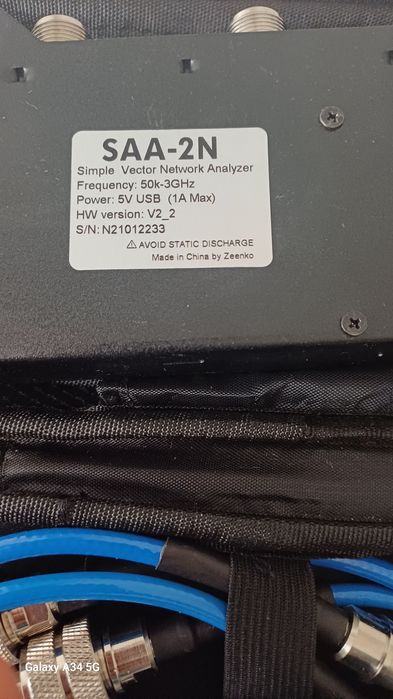 SAA-2N
Simple Vector Network Analyzer
Frequency: 50k-3GHz
Power: 5V USB (1A Max)
HW version: V2_2
S/N: N21012233
⚠ AVOID STATIC DISCHARGE
Made in China by Zeenko
Galaxy A34 5G